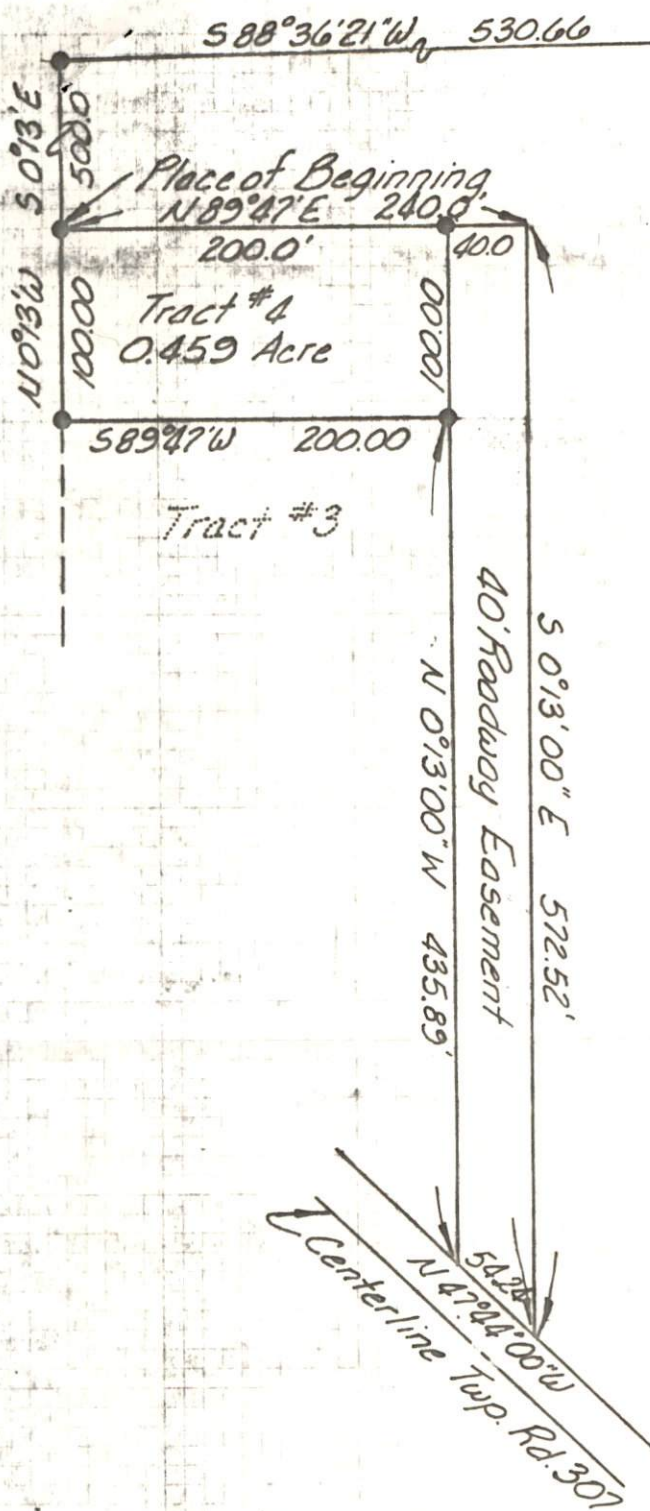 S 88°36'21"W 530.66
S 0°13'E
500.0'
Place of Beginning
N 89°47'E 240.0'
200.0'
40.0
N 0°13'W
100.00
Tract #4
0.459 Acre
100.00
S 89°47'W 200.00
Tract #3
40' Roadway Easement
S 0°13'00" E 572.52'
N 0°13'00" W 435.89'
54.24
N 47°44'00"W
Centerline Twp. Rd. 307